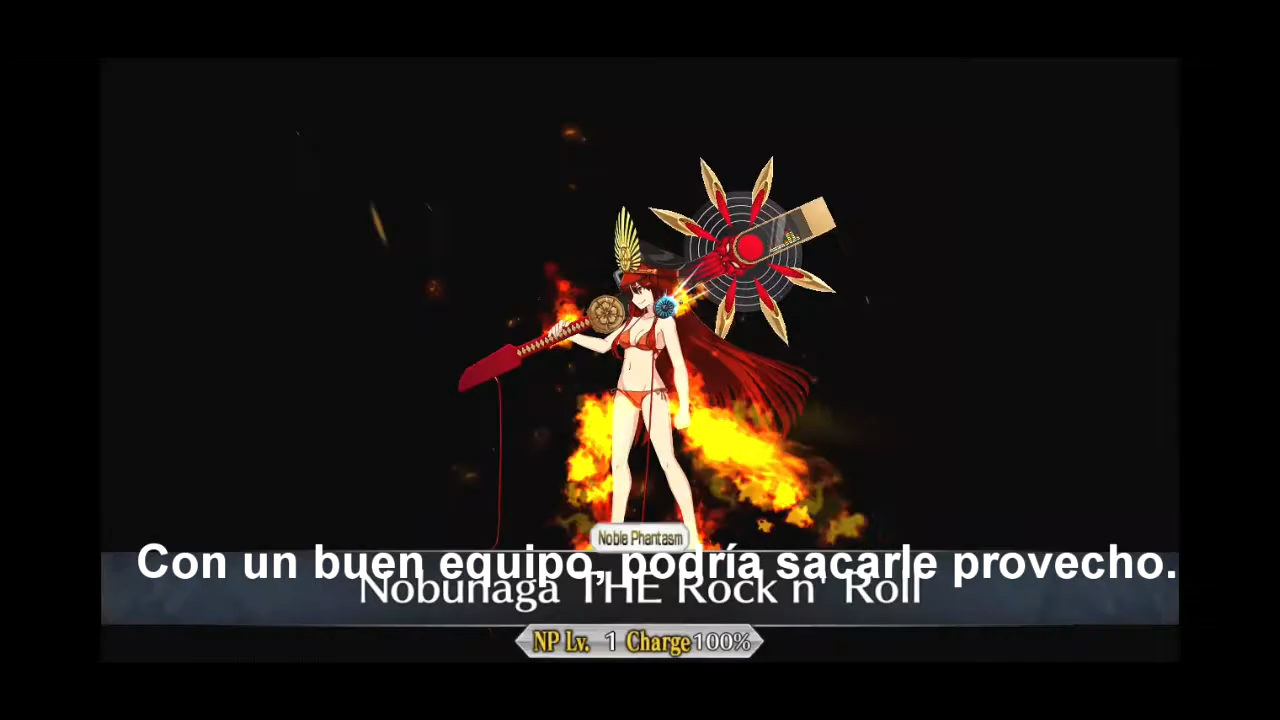 Noble Phantasm
Con un buen equipo, podría sacarle provecho.
Nobunaga THE Rock n' Roll
NP Lv. 1 Charge 100%